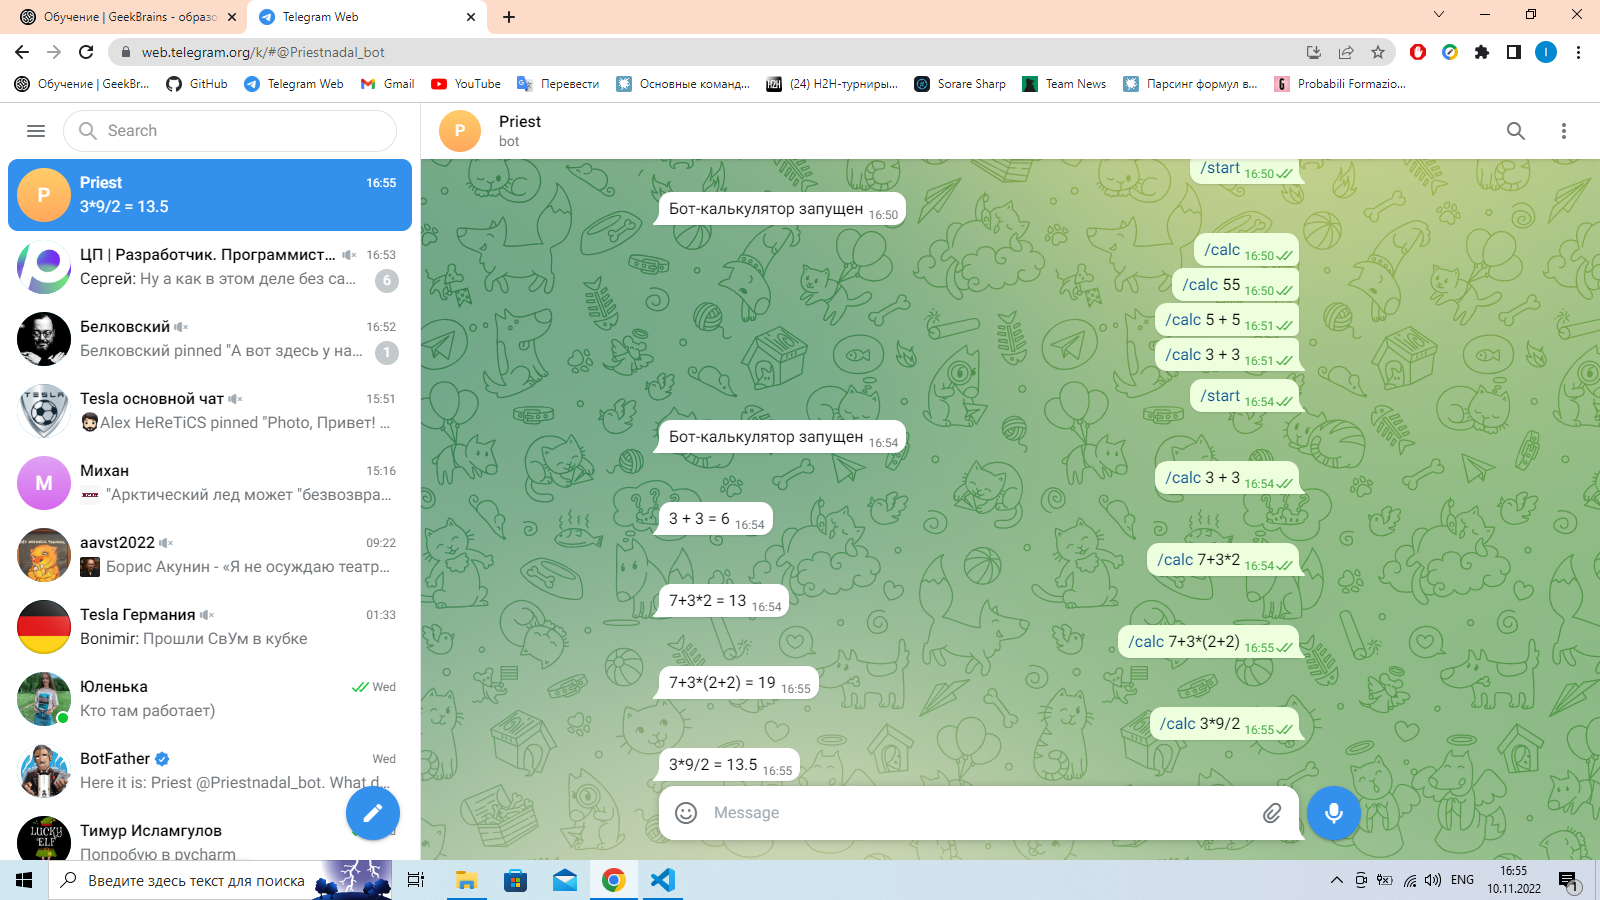 Обучение | GeekBrains - образо
Telegram Web
web.telegram.org/k/#@Priestnadal_bot
Обучение | GeekBr...
GitHub
Telegram Web
Gmail
YouTube
Перевести
Основные команд...
(24) H2H-турниры...
Sorare Sharp
Team News
Парсинг формул в...
Probabili Formazio...
Search
P
Priest
16:55
3*9/2 = 13.5
ЦП | Разработчик. Программист...
16:53
Сергей: Ну а как в этом деле без са...
6
Белковский
16:52
Белковский pinned "А вот здесь у на...
1
TESLA
Tesla основной чат
15:51
Alex HeReTiCS pinned "Photo, Привет! ...
М
Михан
15:16
"Арктический лед может "безвозвра...
aavst2022
09:22
Борис Акунин - «Я не осуждаю театр...
Tesla Германия
01:33
Bonimir: Прошли СвУм в кубке
Юленька
Wed
Кто там работает)
BotFather
Wed
Here it is: Priest @Priestnadal_bot. What d...
LUCKY
ELF
Тимур Исламгулов
Попробую в pycharm
P
Priest
bot
/start 16:50
Бот-калькулятор запущен 16:50
/calc 16:50
/calc 55 16:50
/calc 5 + 5 16:51
/calc 3 + 3 16:51
/start 16:54
Бот-калькулятор запущен 16:54
/calc 3 + 3 16:54
3 + 3 = 6 16:54
/calc 7+3*2 16:54
7+3*2 = 13 16:54
/calc 7+3*(2+2) 16:55
7+3*(2+2) = 19 16:55
/calc 3*9/2 16:55
3*9/2 = 13.5 16:55
Message
Введите здесь текст для поиска
ENG
16:55
10.11.2022
1